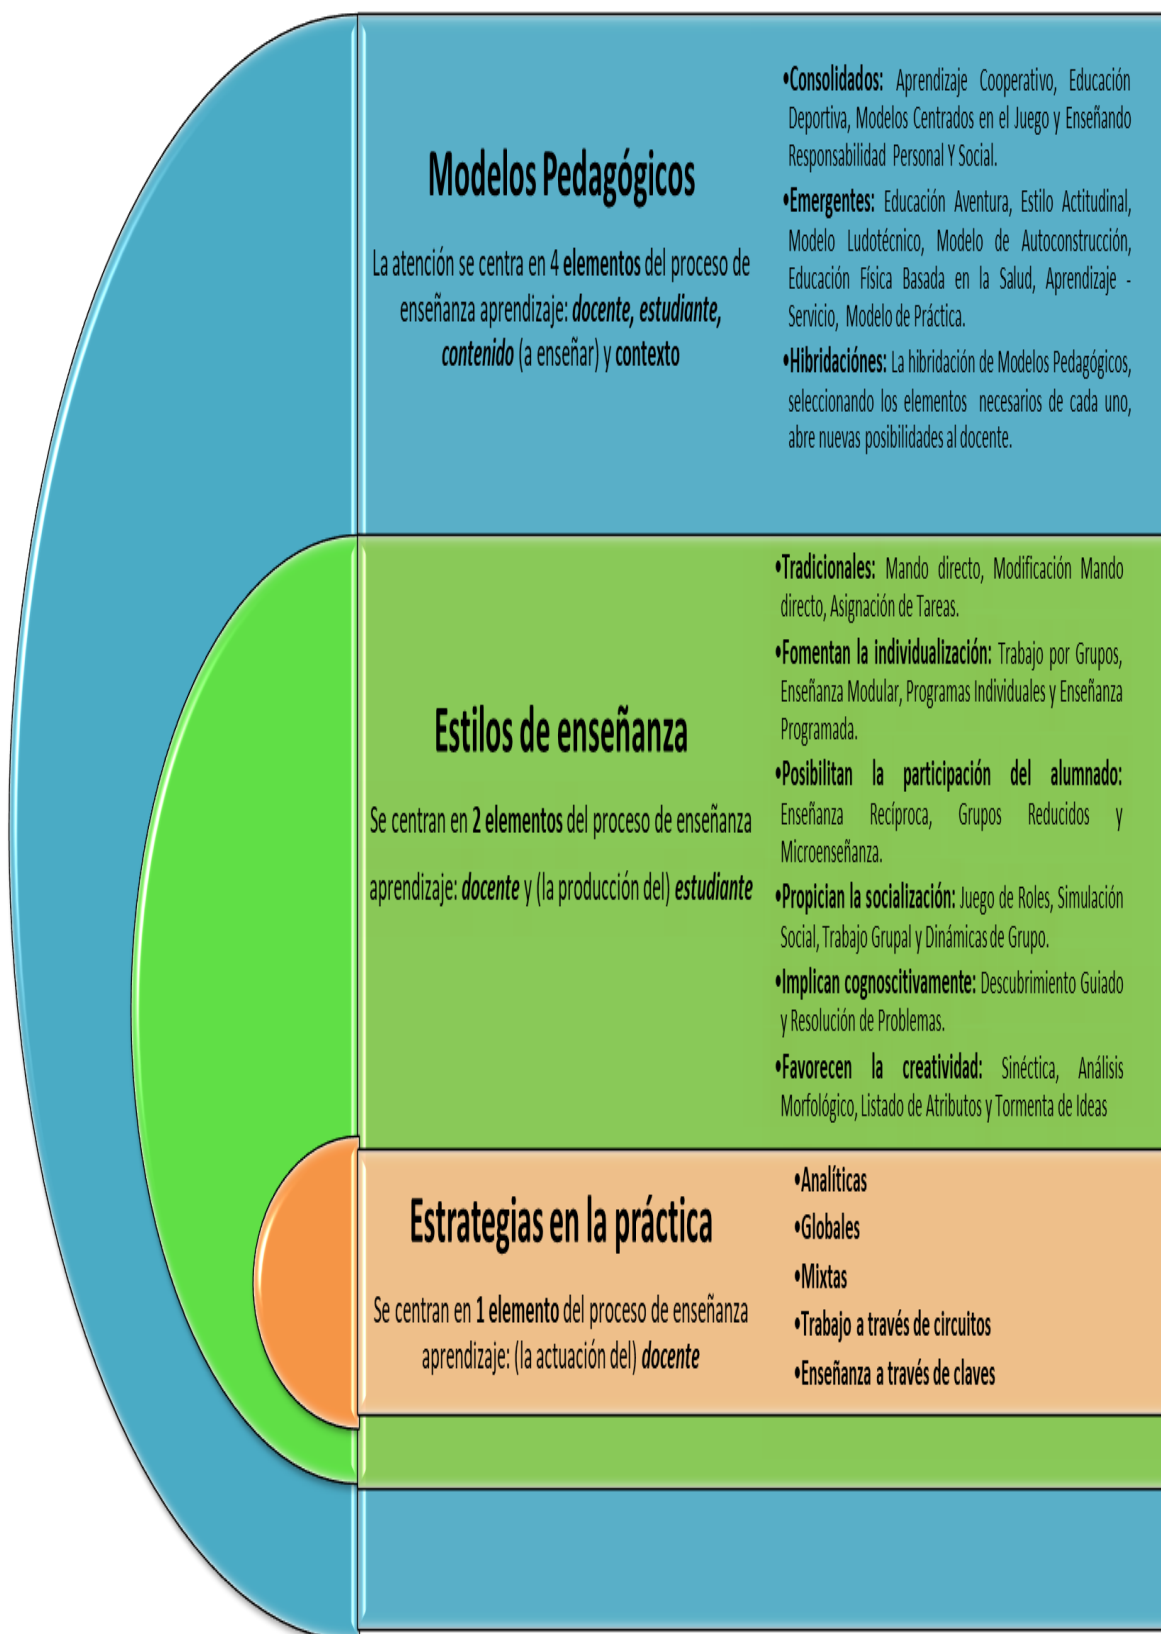 Modelos Pedagógicos
La atención se centra en 4 elementos del proceso de
enseñanza aprendizaje: docente, estudiante,
contenido (a enseñar) y contexto
•Consolidados: Aprendizaje Cooperativo, Educación
Deportiva, Modelos Centrados en el Juego y Enseñando
Responsabilidad Personal Y Social.
•Emergentes: Educación Aventura, Estilo Actitudinal,
Modelo Ludotécnico, Modelo de Autoconstrucción,
Educación Física Basada en la Salud, Aprendizaje -
Servicio, Modelo de Práctica.
•Hibridaciónes: La hibridación de Modelos Pedagógicos,
seleccionando los elementos necesarios de cada uno,
abre nuevas posibilidades al docente.
Estilos de enseñanza
Se centran en 2 elementos del proceso de enseñanza
aprendizaje: docente y (la producción del) estudiante
•Tradicionales: Mando directo, Modificación Mando
directo, Asignación de Tareas.
•Fomentan la individualización: Trabajo por Grupos,
Enseñanza Modular, Programas Individuales y Enseñanza
Programada.
•Posibilitan la participación del alumnado:
Enseñanza Recíproca, Grupos Reducidos y
Microenseñanza.
•Propician la socialización: Juego de Roles, Simulación
Social, Trabajo Grupal y Dinámicas de Grupo.
•Implican cognoscitivamente: Descubrimiento Guiado
y Resolución de Problemas.
•Favorecen la creatividad: Sinéctica, Análisis
Morfológico, Listado de Atributos y Tormenta de Ideas
Estrategias en la práctica
Se centran en 1 elemento del proceso de enseñanza
aprendizaje: (la actuación del) docente
•Analíticas
•Globales
•Mixtas
•Trabajo a través de circuitos
•Enseñanza a través de claves